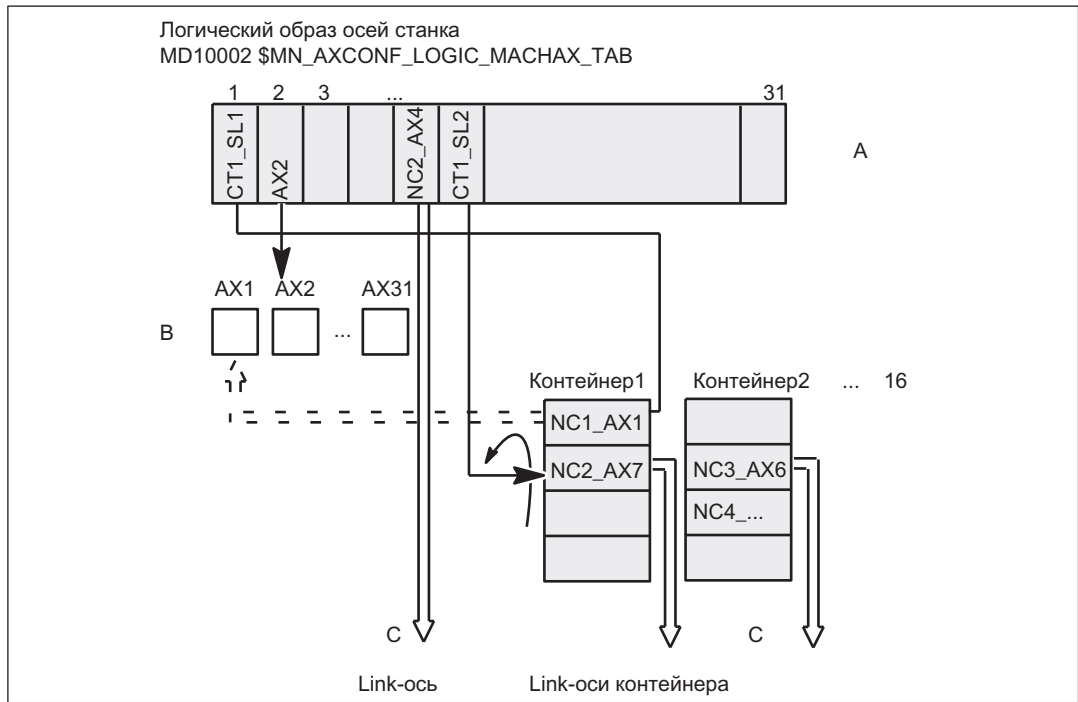 Логический образ осей станка
MD10002 $MN_AXCONF_LOGIC_MACHAX_TAB
1 2 3 ... 31
CT1_SL1
AX2
NC2_AX4
CT1_SL2
A
AX1 AX2 AX31
B
...
Контейнер1 Контейнер2 ... 16
NC1_AX1
NC2_AX7 NC3_AX6
NC4_...
C C
Link-ось Link-оси контейнера